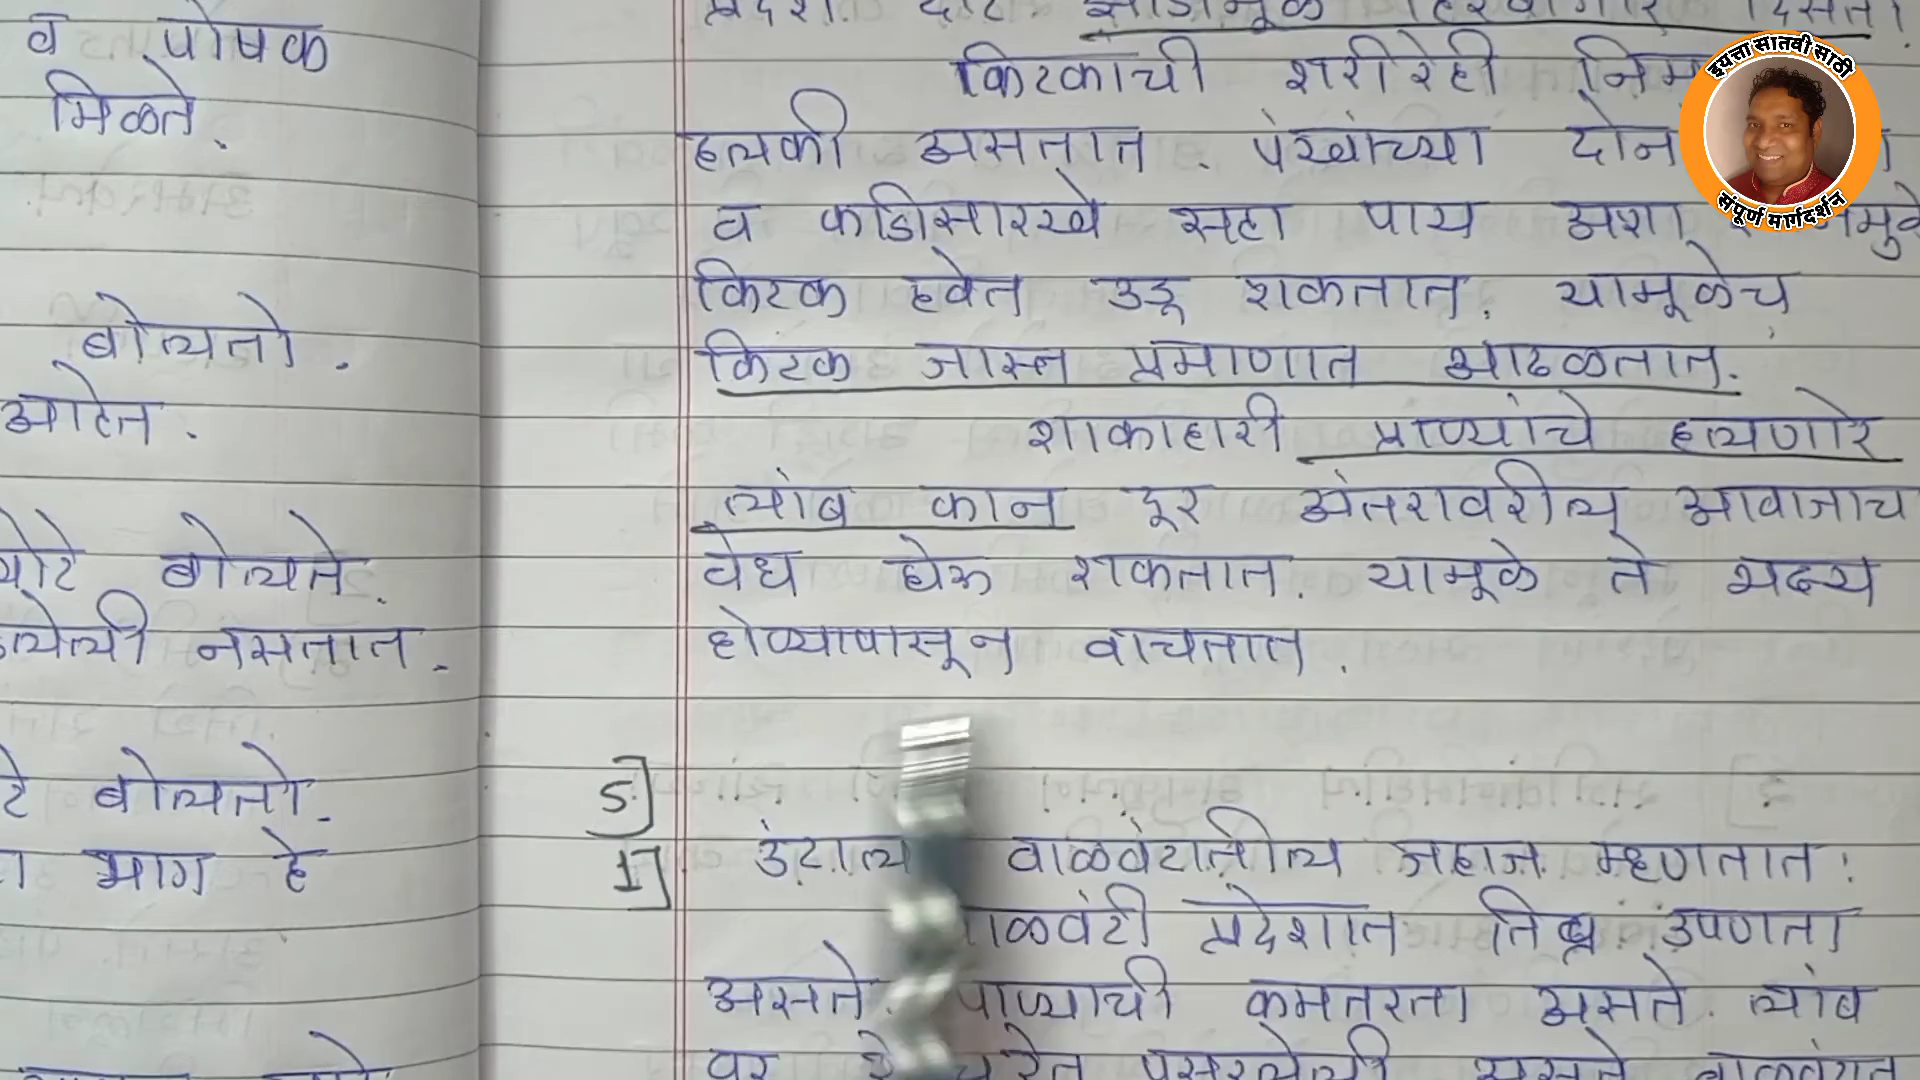 व पोषक
मिळते.
बोलतो.
आहेत.
बोलते.
नसतात.
बोलतो.
भाग हे
किटकाची शरीरेही
हलकी असतात. पंखांच्या दोन
व काडीसारखे सहा पाय अशा
किटक हवेत उडू शकतात. यामूळेच
किटक जास्त प्रमाणात आढळतात.
शाकाहारी प्राण्यांचे हलणारे
लांब कान दूर अंतरावरील आवाजाच
वेध घेऊ शकतात. यामूळे ते भक्ष्य
होण्यापासून वाचतात.
5]
1] उंटाल वाळवंटातील जहाज म्हणतात.
प्रदेशात तिव्र उष्णता
असते. पाण्याची कमतरता असते. लांब
इयत्ता सातवी साठी
संपूर्ण मार्गदर्शन